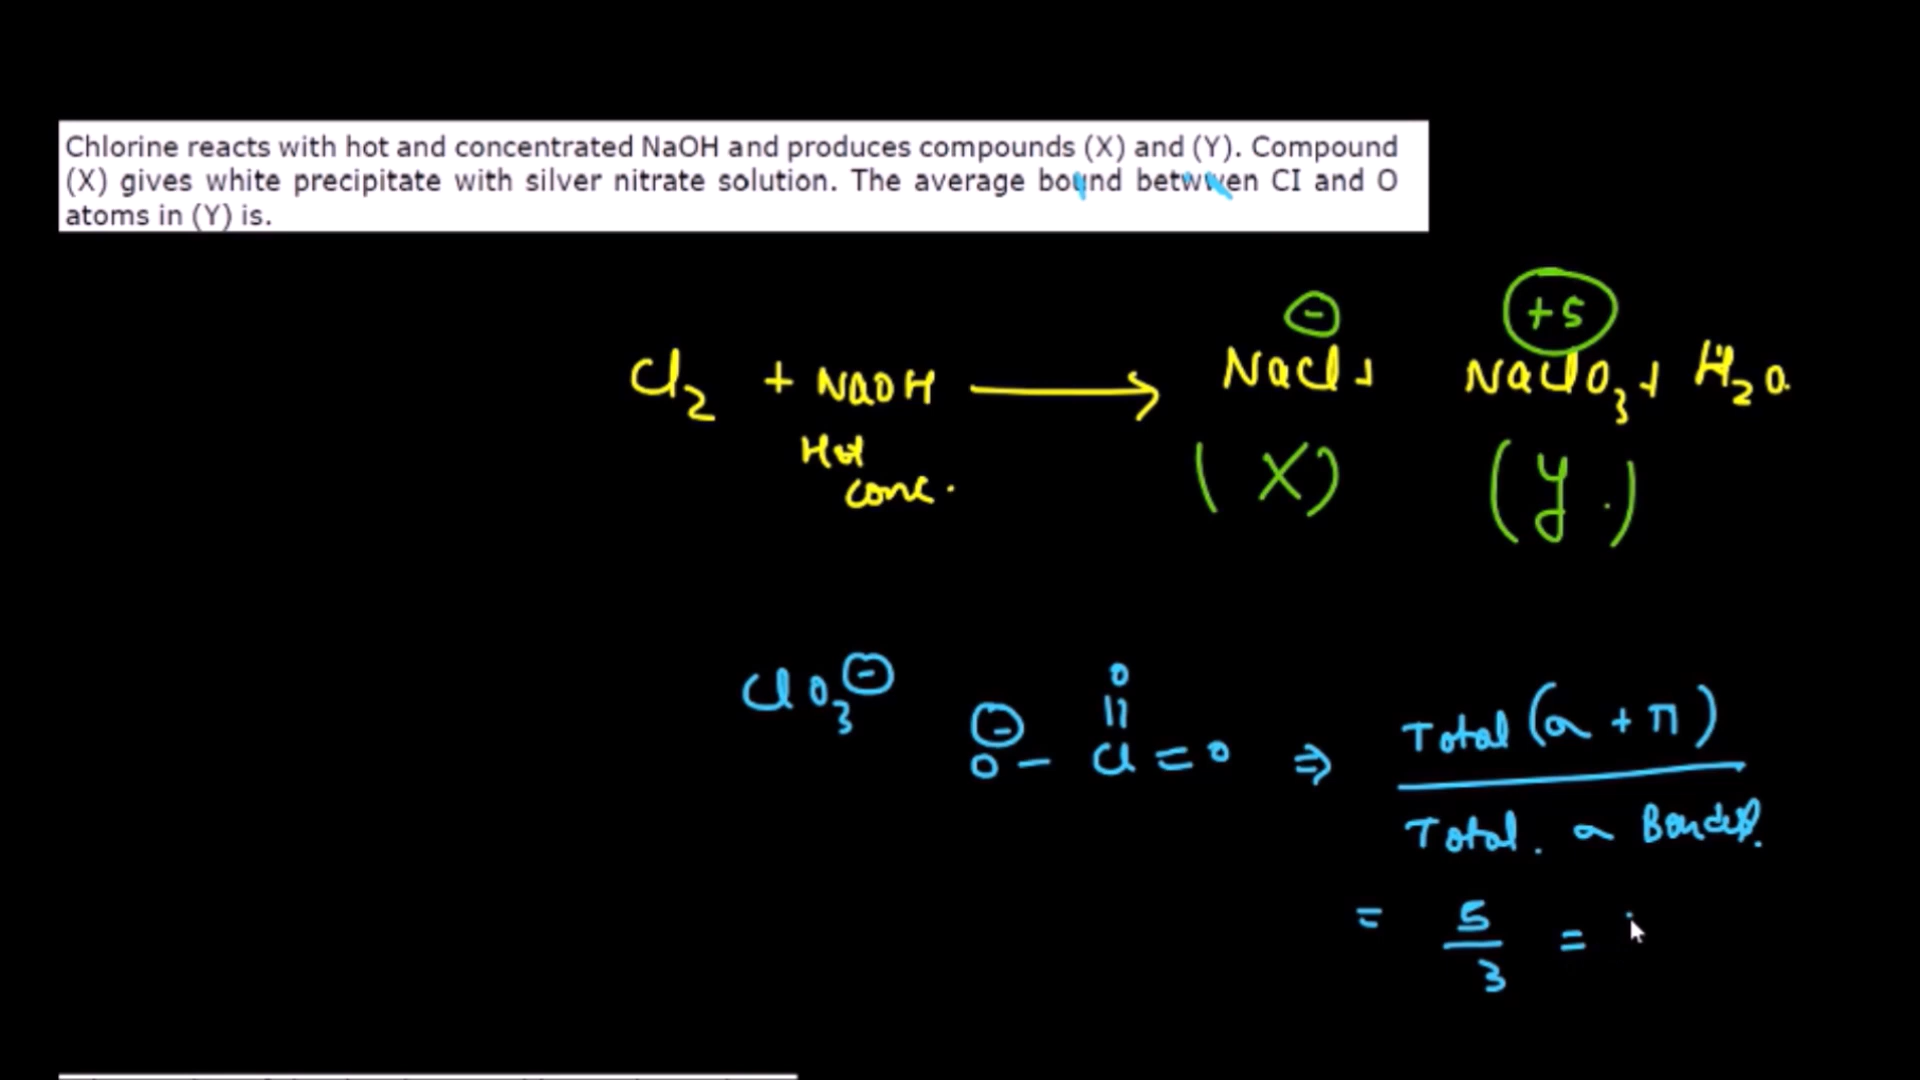 Chlorine reacts with hot and concentrated NaOH and produces compounds (X) and (Y). Compound
(X) gives white precipitate with silver nitrate solution. The average bound betwwen CI and O
atoms in (Y) is.
⊖ +5
Cl₂ + NaOH ⟶ NaCl + NaClO₃ + H₂O
Hot
conc.
(X) (Y.)
ClO₃⊖
O
||
⊖O – Cl = O ⇒ Total (σ + π)
Total . σ Bonds.
= 5/3 =